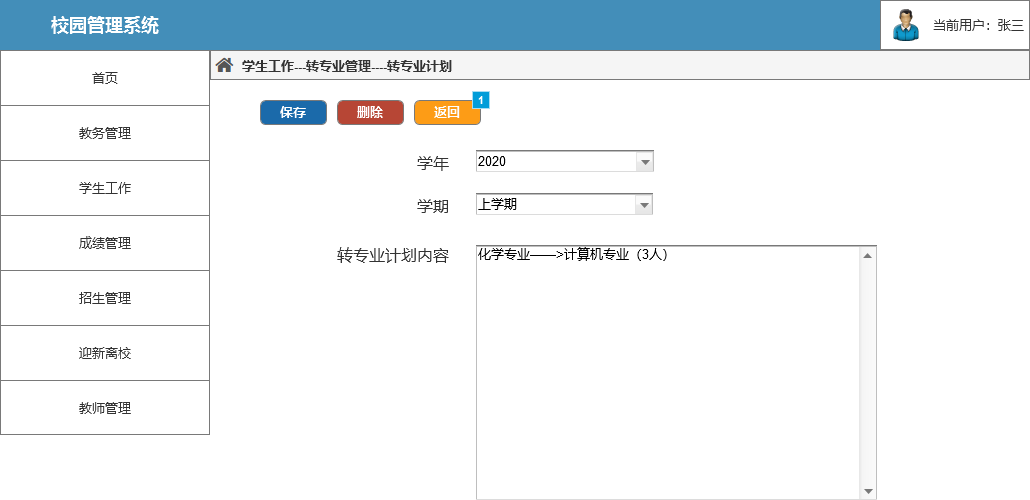 校园管理系统
当前用户：张三
首页
教务管理
学生工作
成绩管理
招生管理
迎新离校
教师管理
学生工作---转专业管理----转专业计划
保存
删除
返回
1
学年
2020
学期
上学期
转专业计划内容
化学专业——>计算机专业（3人）